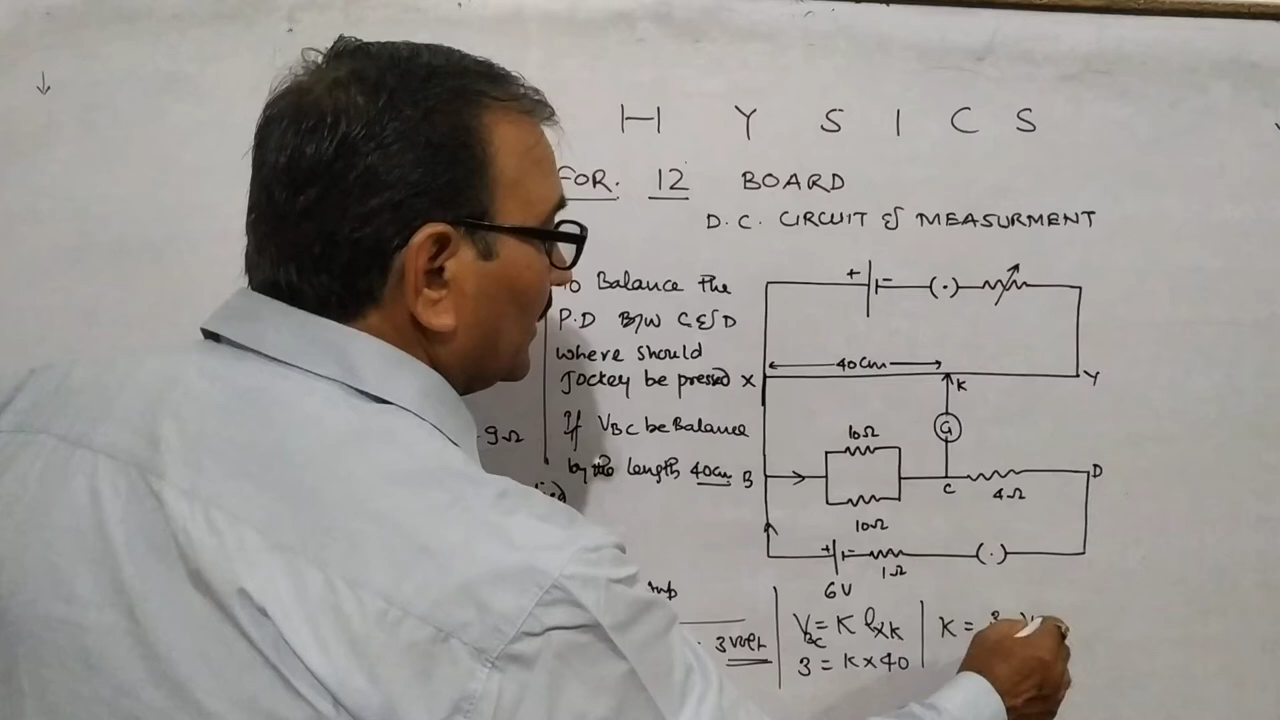 H Y S I C S
FOR. 12 BOARD
D.C. CIRCUIT & MEASURMENT
To Balance the
P.D B/W C & D
where should
Jockey be pressed
If VBC be Balance
by the length 40cm
9Ω
+ - (.)
40cm
X K Y
G
10Ω
B C D
4Ω
10Ω
+ - (.)
1Ω
6V
3 volt
VBC = K lXK
3 = K x 40
K =